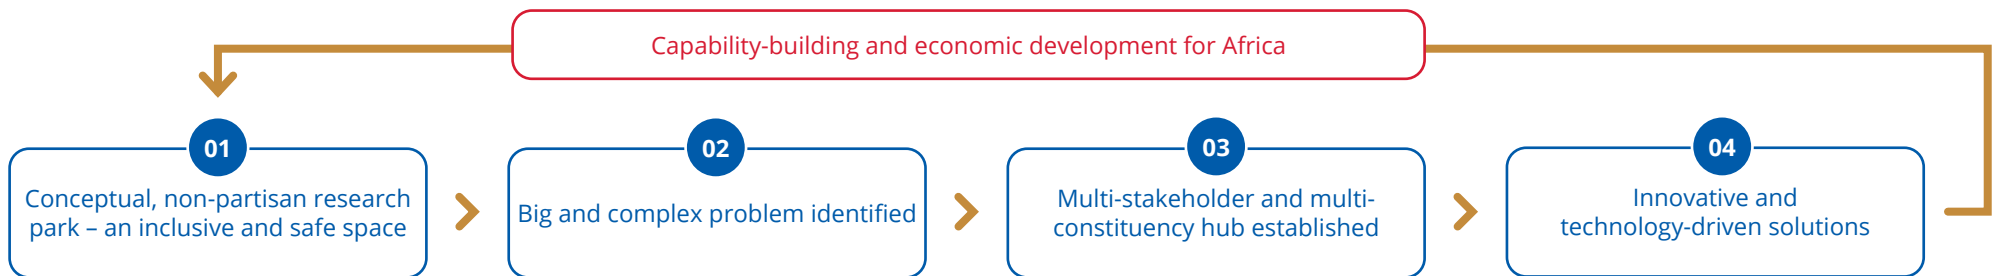 Capability-building and economic development for Africa
01
Conceptual, non-partisan research
park – an inclusive and safe space
02
Big and complex problem identified
03
Multi-stakeholder and multi-
constituency hub established
04
Innovative and
technology-driven solutions